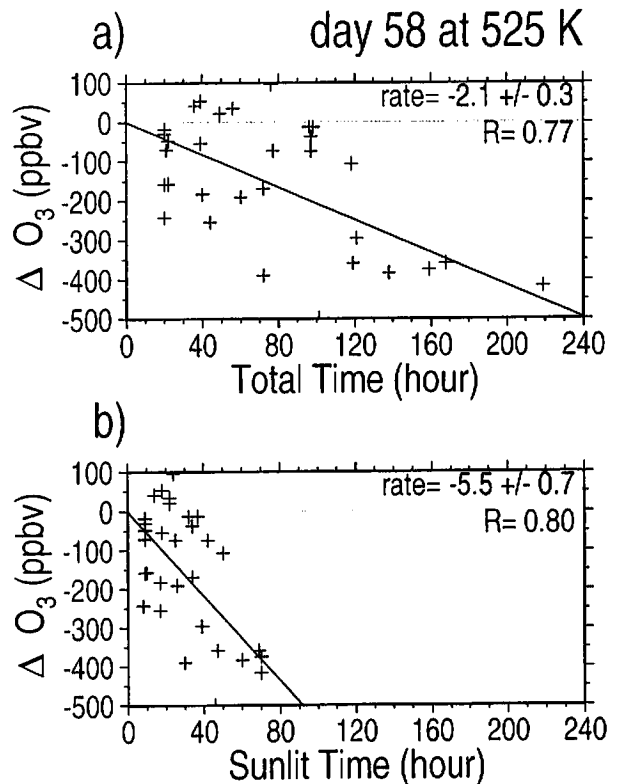 a) day 58 at 525 K
rate= -2.1 +/- 0.3
R= 0.77
Δ O3 (ppbv)
100
0
-100
-200
-300
-400
-500
0 40 80 120 160 200 240
Total Time (hour)
b)
rate= -5.5 +/- 0.7
R= 0.80
Δ O3 (ppbv)
100
0
-100
-200
-300
-400
-500
0 40 80 120 160 200 240
Sunlit Time (hour)